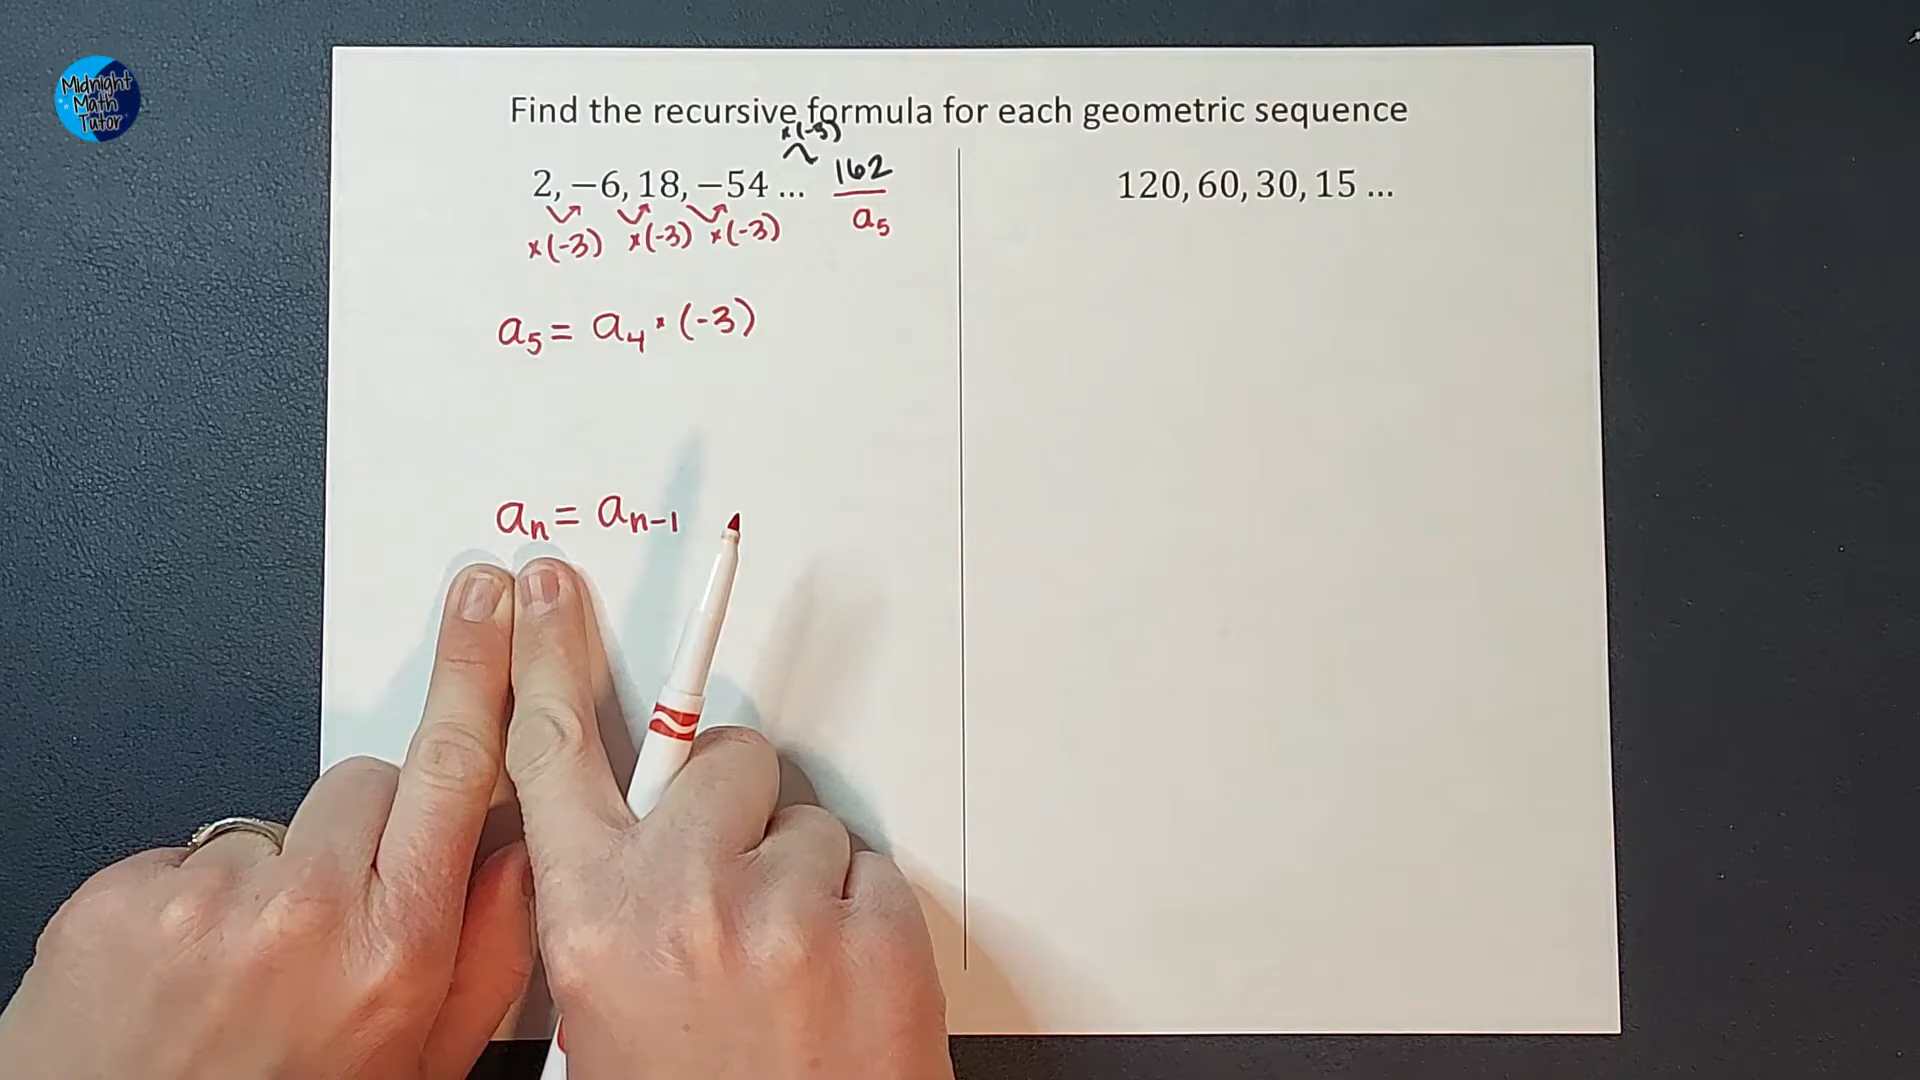 Midnight
Math
Tutor
Find the recursive formula for each geometric sequence
×(-3)
2, −6, 18, −54 ... 162
a₅
×(-3) ×(-3) ×(-3)
a₅ = a₄ · (-3)
aₙ = aₙ₋₁
120, 60, 30, 15 ...